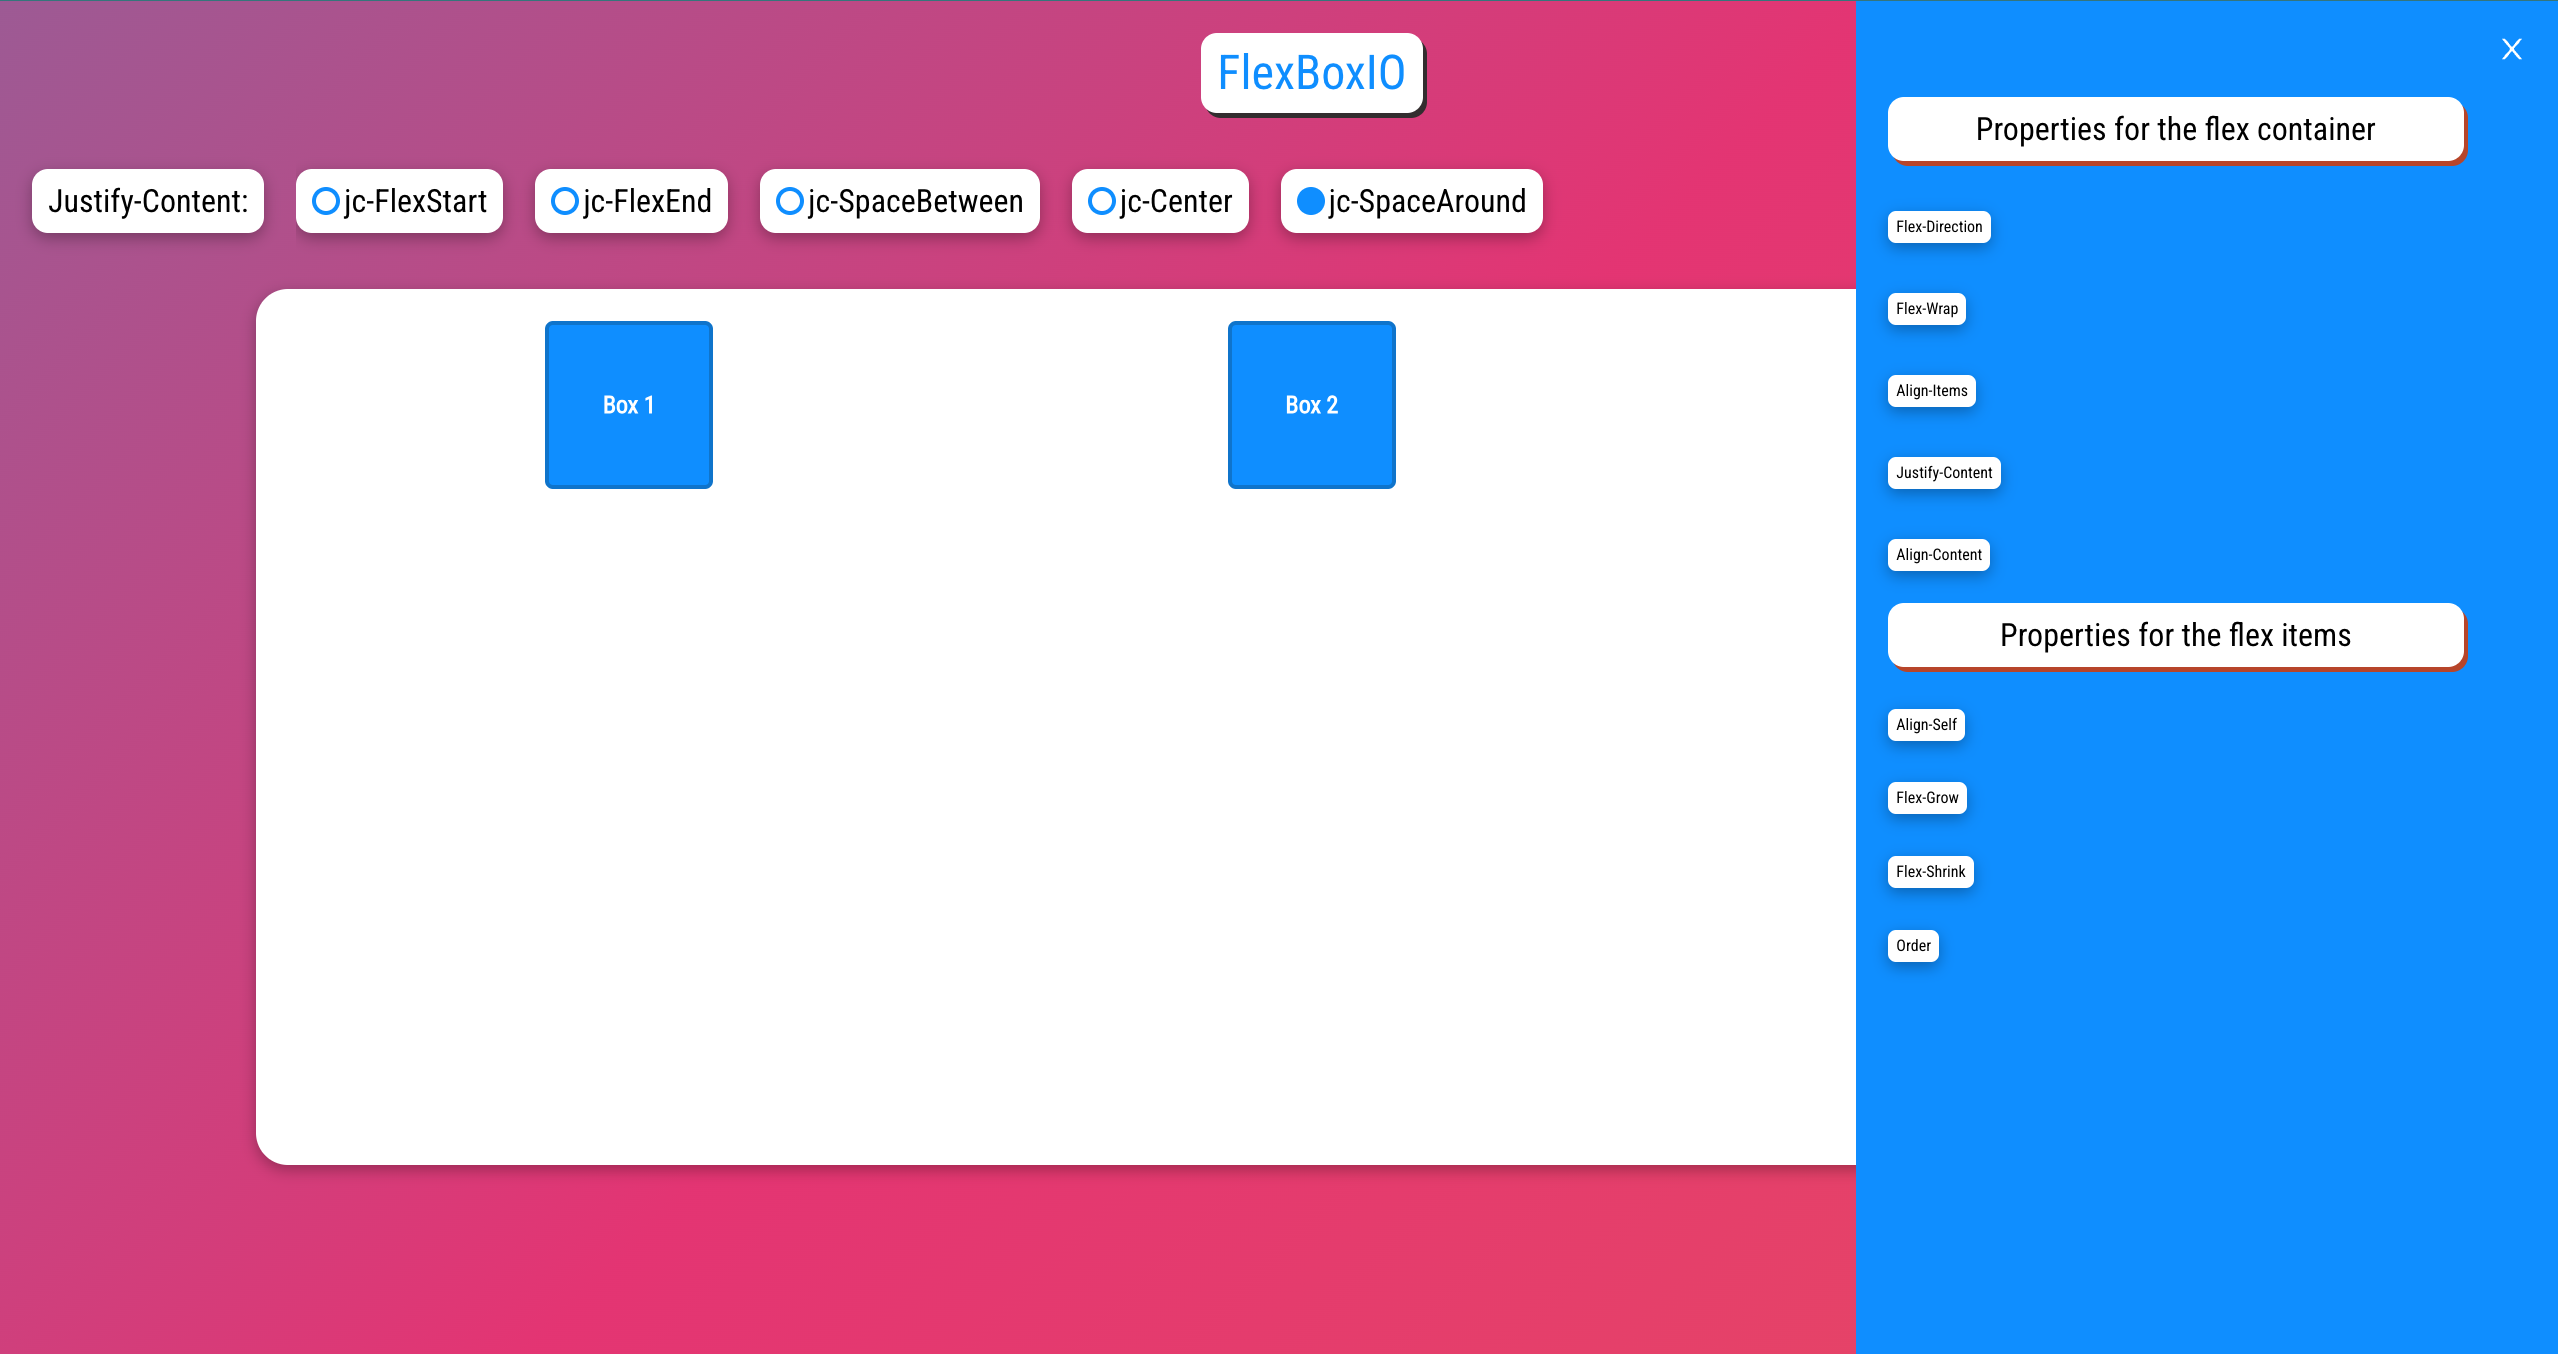 FlexBoxIO
Justify-Content:
jc-FlexStart
jc-FlexEnd
jc-SpaceBetween
jc-Center
jc-SpaceAround
Box 1
Box 2
X
Properties for the flex container
Flex-Direction
Flex-Wrap
Align-Items
Justify-Content
Align-Content
Properties for the flex items
Align-Self
Flex-Grow
Flex-Shrink
Order